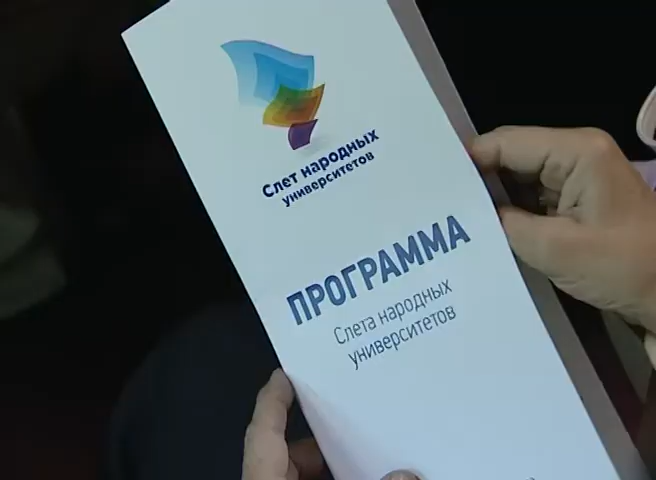 Слет народных
университетов
ПРОГРАММА
Слета народных
университетов